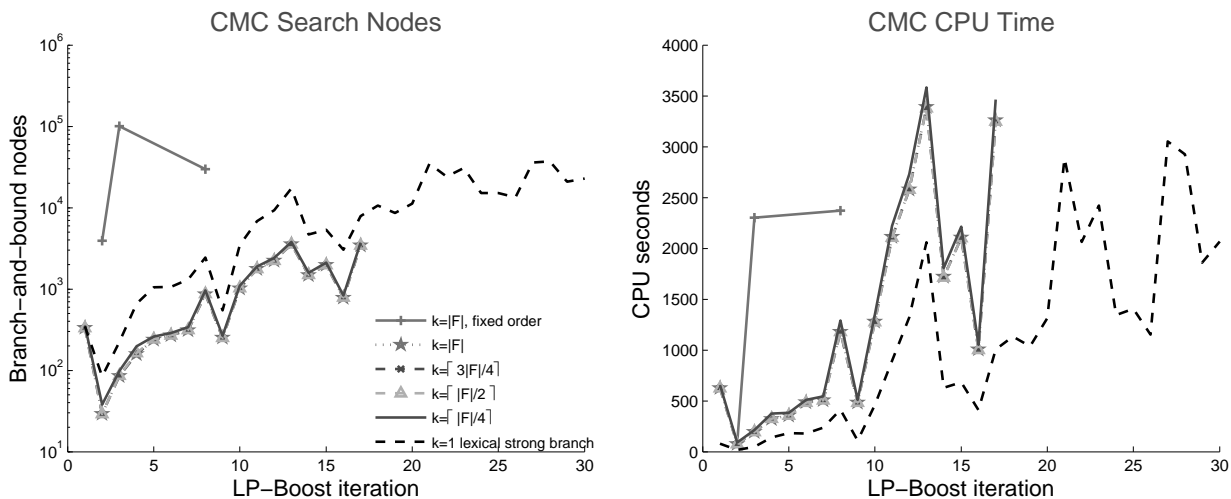 CMC Search Nodes
10^6
10^5
10^4
10^3
10^2
10^1
Branch−and−bound nodes
0 5 10 15 20 25 30
LP−Boost iteration
k=|F|, fixed order
k=|F|
k=⌈ 3|F|/4⌉
k=⌈ |F|/2 ⌉
k=⌈ |F|/4⌉
k=1 lexical strong branch
CMC CPU Time
4000
3500
3000
2500
2000
1500
1000
500
0
CPU seconds
0 5 10 15 20 25 30
LP−Boost iteration